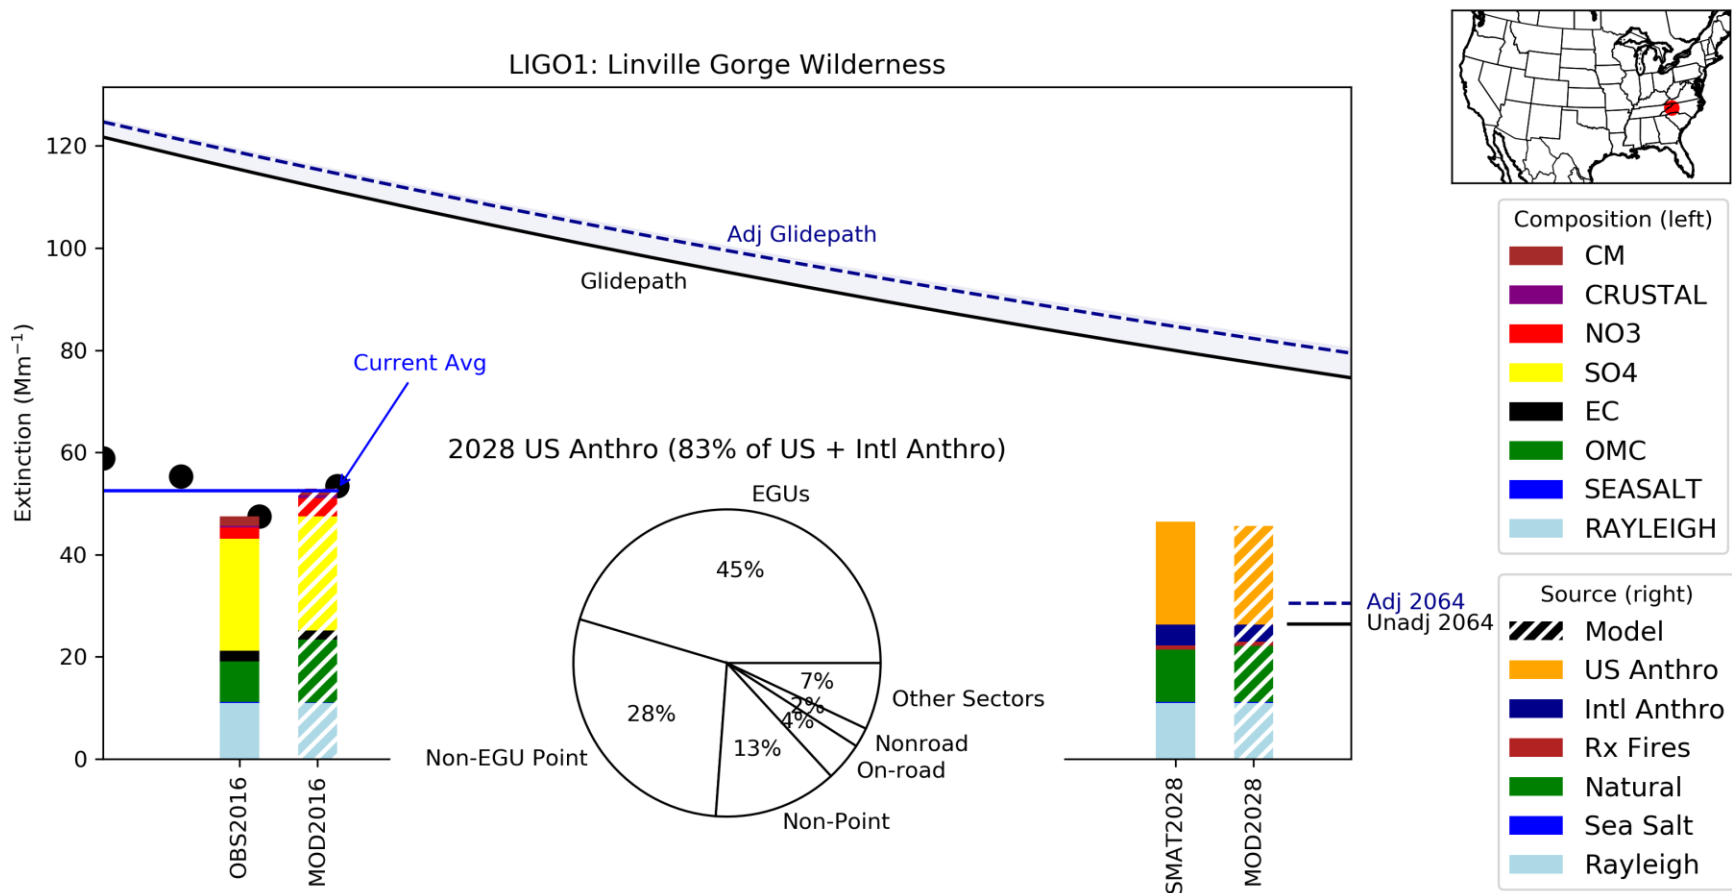 LIGO1: Linville Gorge Wilderness
Extinction (Mm⁻¹)
120
100
80
60
40
20
0
Adj Glidepath
Glidepath
Current Avg
2028 US Anthro (83% of US + Intl Anthro)
EGUs
45%
28%
13%
4%
2%
7%
Non-EGU Point
Non-Point
On-road
Nonroad
Other Sectors
OBS2016
MOD2016
SMAT2028
MOD2028
Adj 2064
Unadj 2064
Composition (left)
CM
CRUSTAL
NO3
SO4
EC
OMC
SEASALT
RAYLEIGH
Source (right)
Model
US Anthro
Intl Anthro
Rx Fires
Natural
Sea Salt
Rayleigh